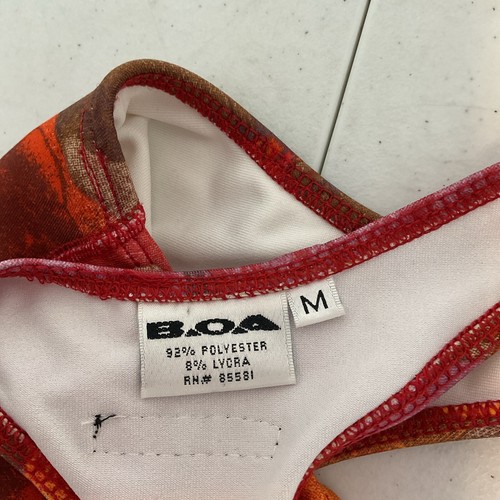 B.O.A
M
92% POLYESTER
8% LYCRA
RN# 85581